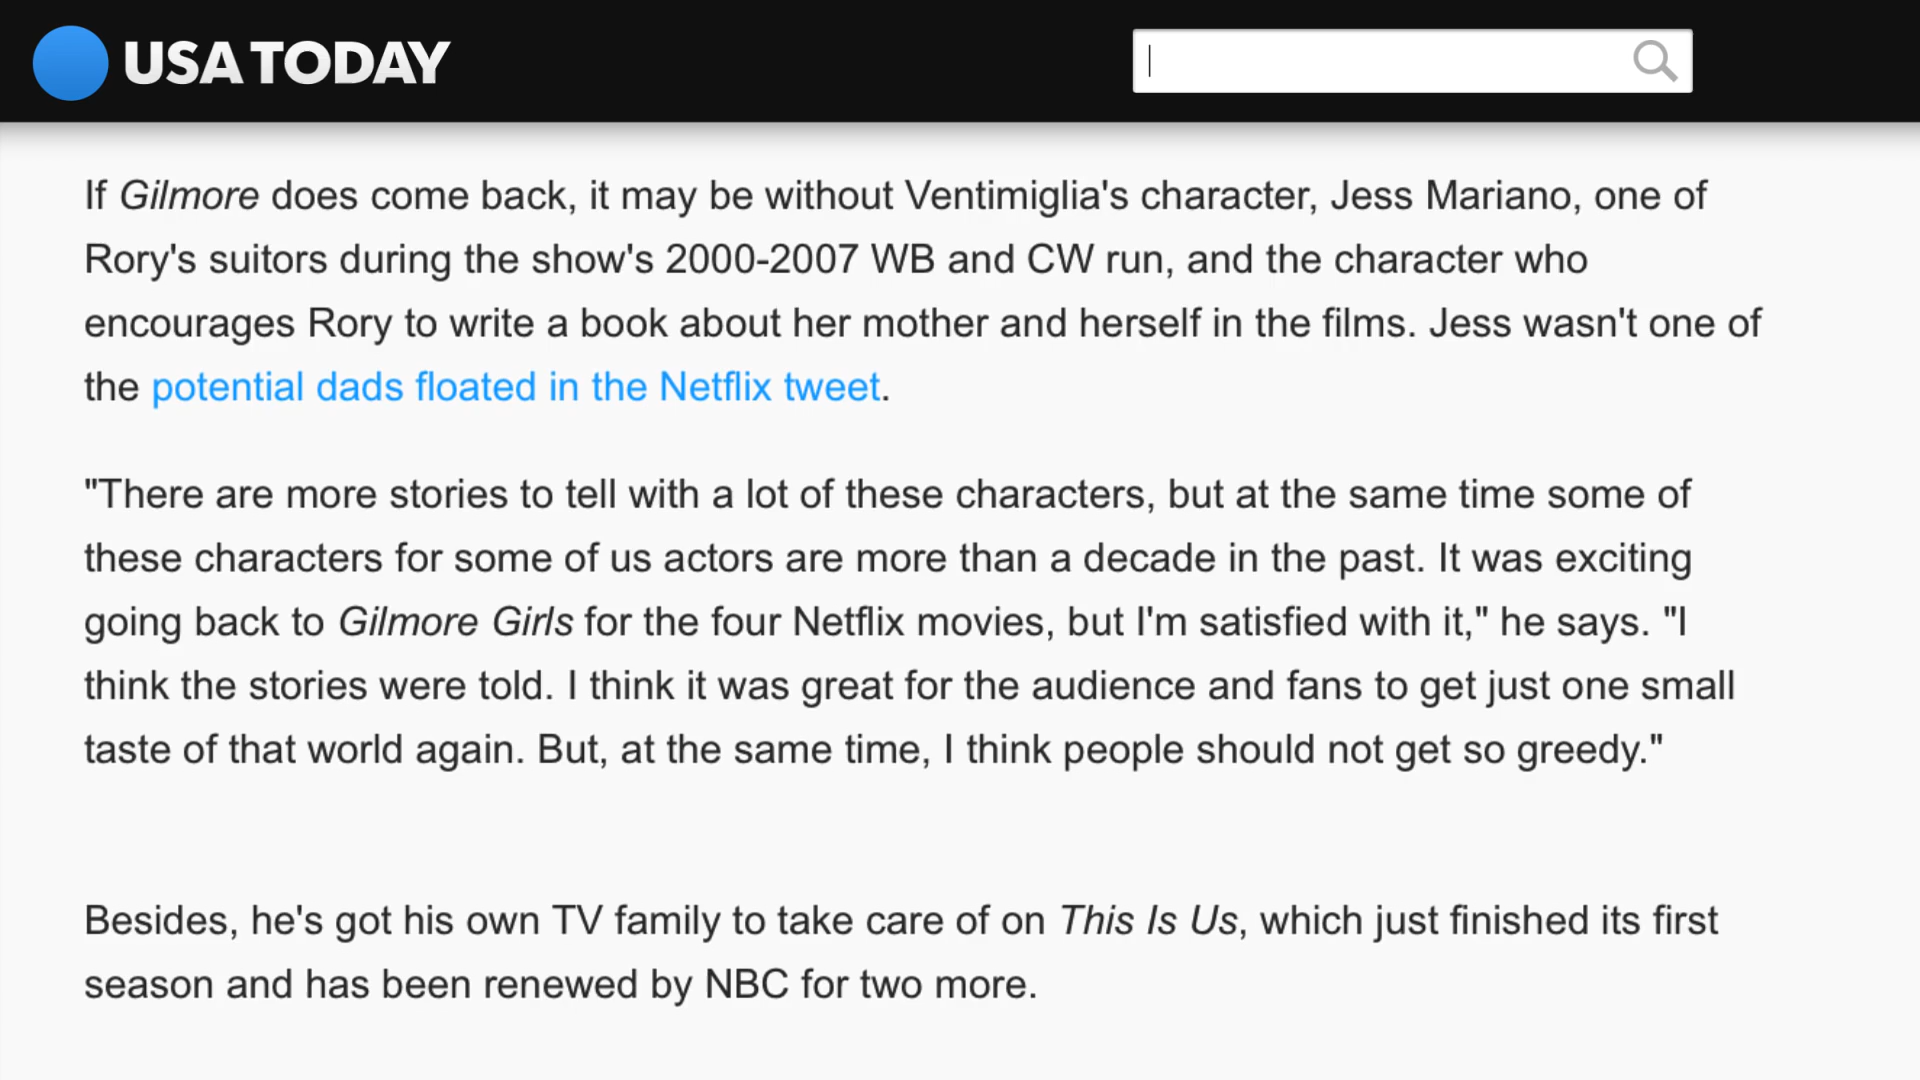 USA TODAY
If Gilmore does come back, it may be without Ventimiglia's character, Jess Mariano, one of
Rory's suitors during the show's 2000-2007 WB and CW run, and the character who
encourages Rory to write a book about her mother and herself in the films. Jess wasn't one of
the potential dads floated in the Netflix tweet.
"There are more stories to tell with a lot of these characters, but at the same time some of
these characters for some of us actors are more than a decade in the past. It was exciting
going back to Gilmore Girls for the four Netflix movies, but I'm satisfied with it," he says. "I
think the stories were told. I think it was great for the audience and fans to get just one small
taste of that world again. But, at the same time, I think people should not get so greedy."
Besides, he's got his own TV family to take care of on This Is Us, which just finished its first
season and has been renewed by NBC for two more.